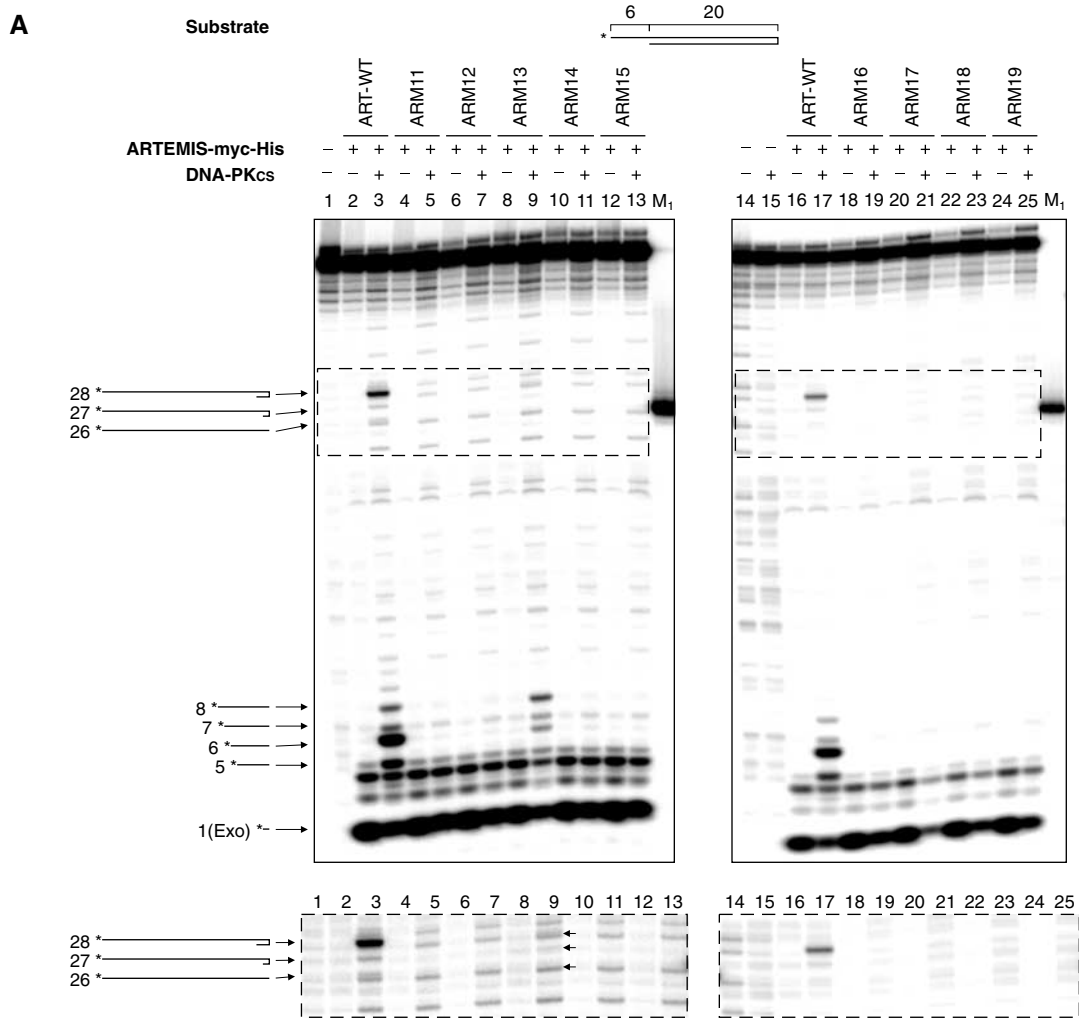 A
Substrate
6 20
*
ART-WT ARM11 ARM12 ARM13 ARM14 ARM15 ART-WT ARM16 ARM17 ARM18 ARM19
ARTEMIS-myc-His – + + + + + + + + + + + + – – + + + + + + + + + +
DNA-PKCS – – + – + – + – + – + – + – + – + – + – + – + – +
1 2 3 4 5 6 7 8 9 10 11 12 13 M1 14 15 16 17 18 19 20 21 22 23 24 25 M1
28 *
27 *
26 *
8 *
7 *
6 *
5 *
1(Exo) *
1 2 3 4 5 6 7 8 9 10 11 12 13 14 15 16 17 18 19 20 21 22 23 24 25
28 *
27 *
26 *